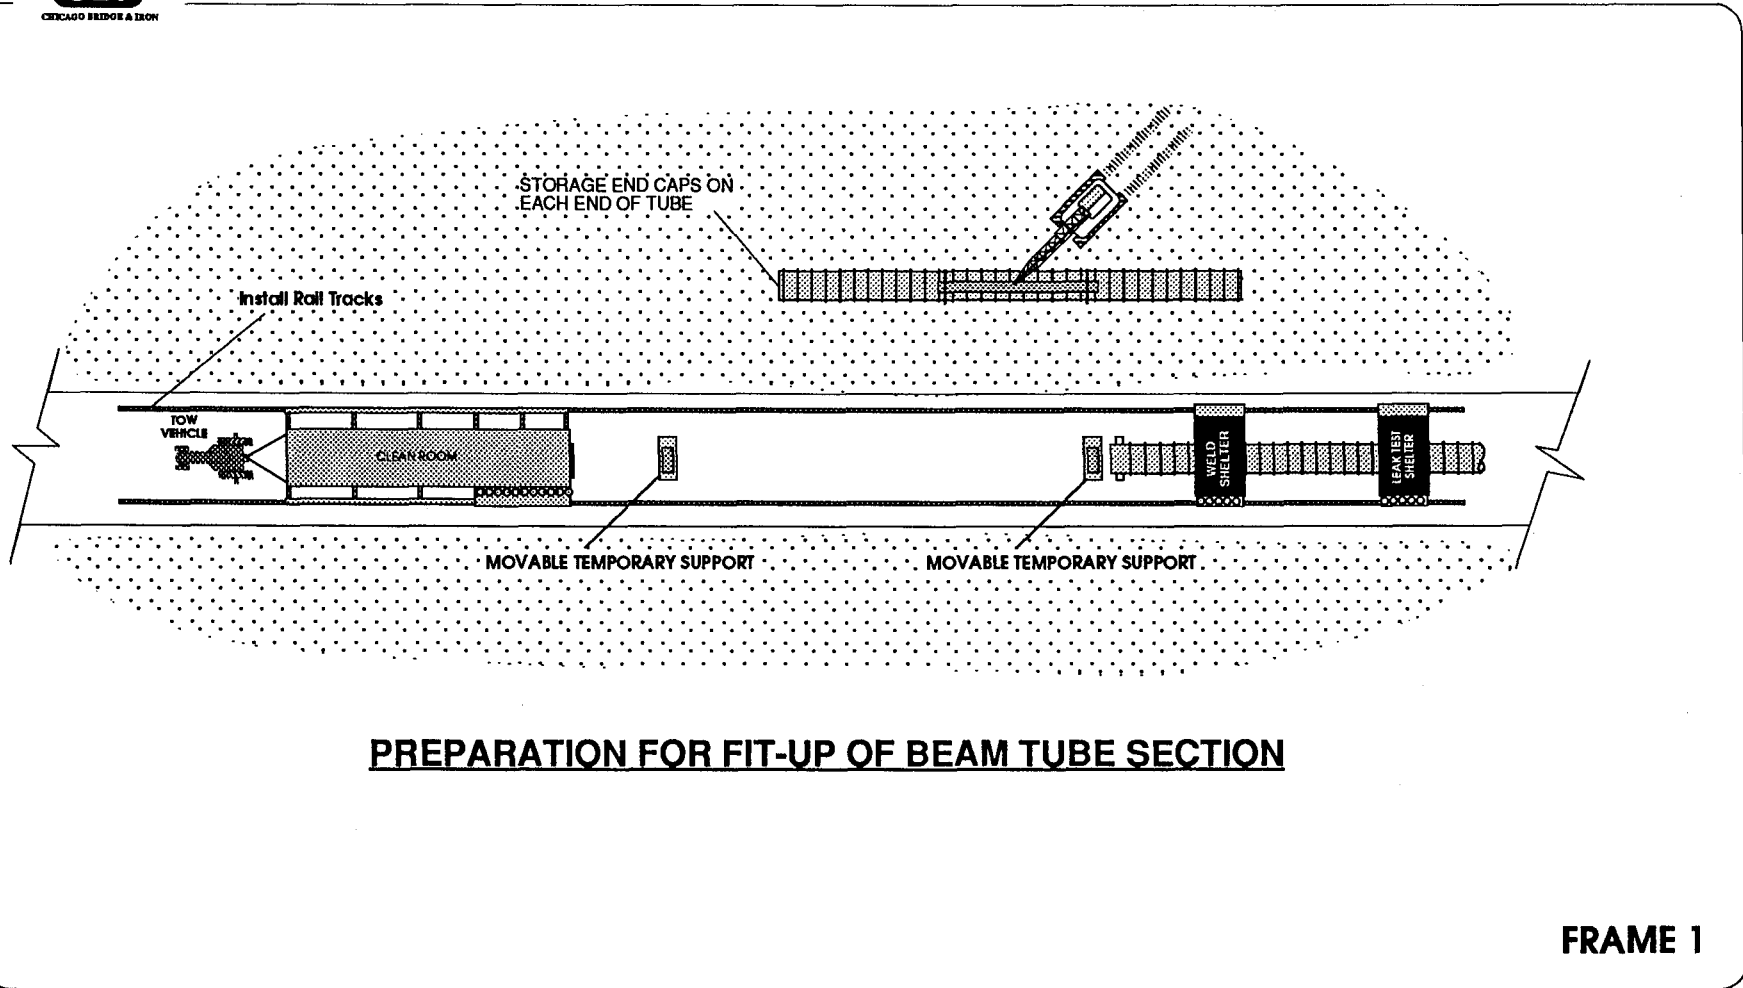 CHICAGO BRIDGE & IRON
STORAGE END CAPS ON
EACH END OF TUBE
Install Rail Tracks
TOW
VEHICLE
CLEAN ROOM
WELD
SHELTER
LEAK TEST
SHELTER
MOVABLE TEMPORARY SUPPORT
MOVABLE TEMPORARY SUPPORT
PREPARATION FOR FIT-UP OF BEAM TUBE SECTION
FRAME 1